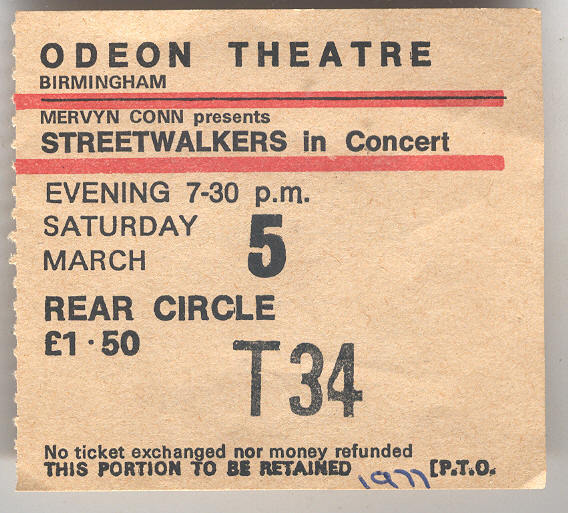 ODEON THEATRE
BIRMINGHAM
MERVYN CONN presents
STREETWALKERS in Concert
EVENING 7-30 p.m.
SATURDAY 5
MARCH
REAR CIRCLE
£1·50
T34
No ticket exchanged nor money refunded
THIS PORTION TO BE RETAINED 1977 [P.T.O.